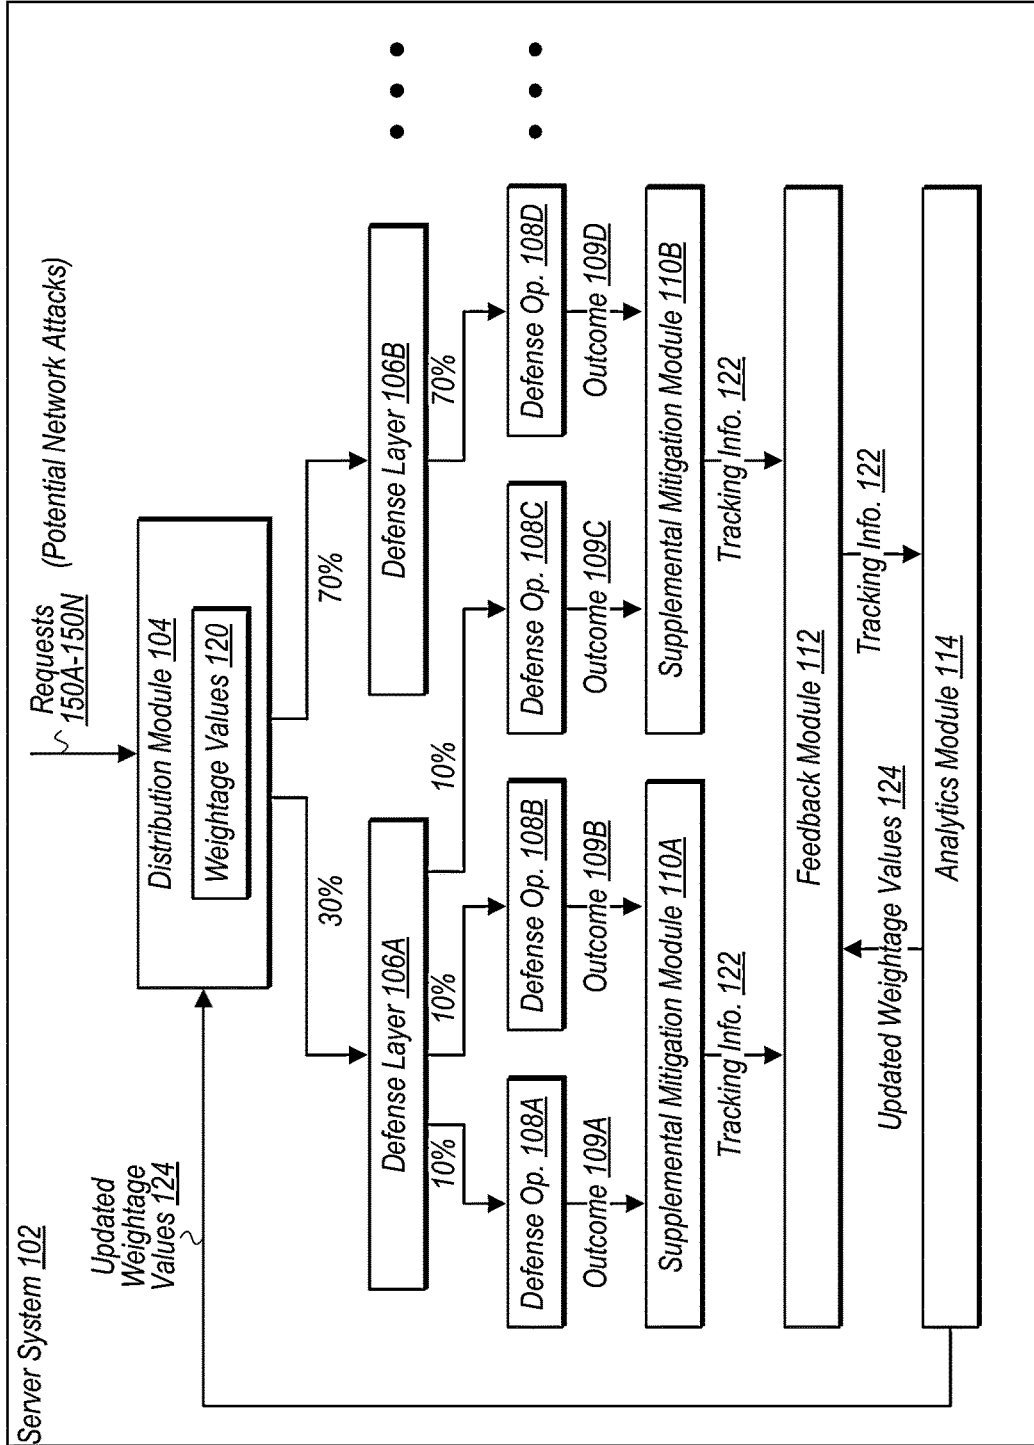 Server System 102
Requests
150A-150N
(Potential Network Attacks)
Updated
Weightage
Values 124
Distribution Module 104
Weightage Values 120
30%
70%
Defense Layer 106A
Defense Layer 106B
10%
10%
10%
70%
Defense Op. 108A
Defense Op. 108B
Defense Op. 108C
Defense Op. 108D
Outcome 109A
Outcome 109B
Outcome 109C
Outcome 109D
Supplemental Mitigation Module 110A
Supplemental Mitigation Module 110B
Tracking Info. 122
Tracking Info. 122
Feedback Module 112
Updated Weightage Values 124
Tracking Info. 122
Analytics Module 114